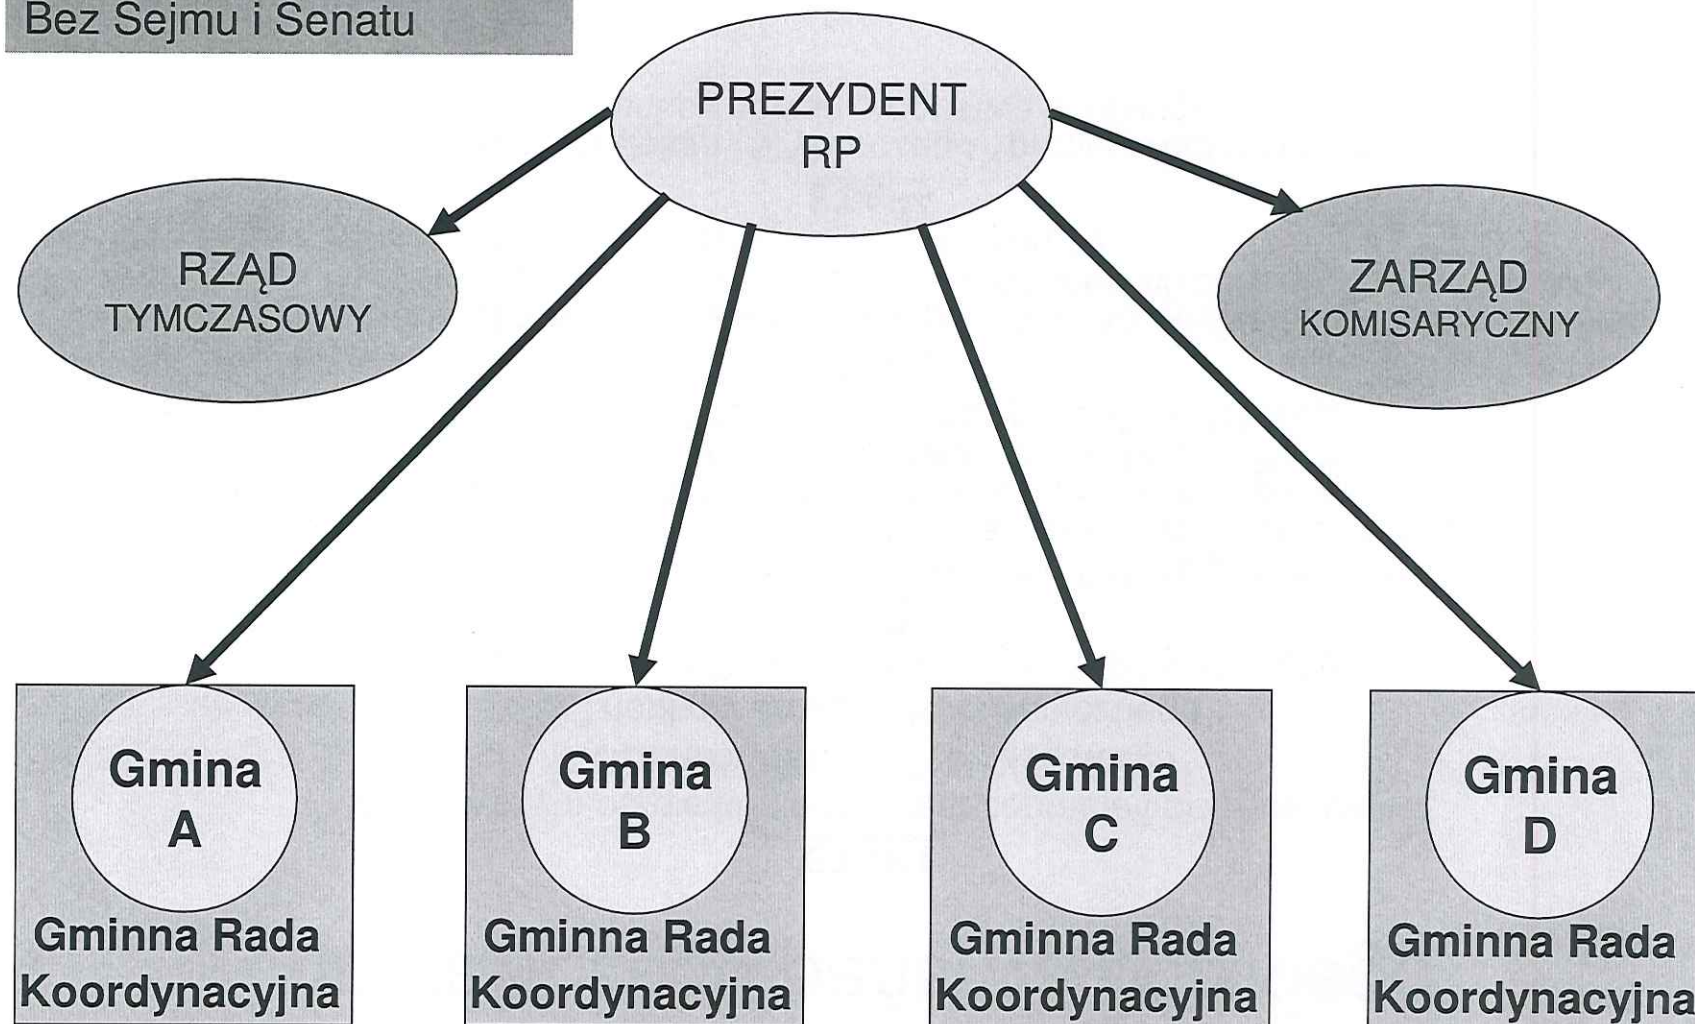 Bez Sejmu i Senatu
PREZYDENT
RP
RZĄD
TYMCZASOWY
ZARZĄD
KOMISARYCZNY
Gmina
A
Gminna Rada
Koordynacyjna
Gmina
B
Gminna Rada
Koordynacyjna
Gmina
C
Gminna Rada
Koordynacyjna
Gmina
D
Gminna Rada
Koordynacyjna